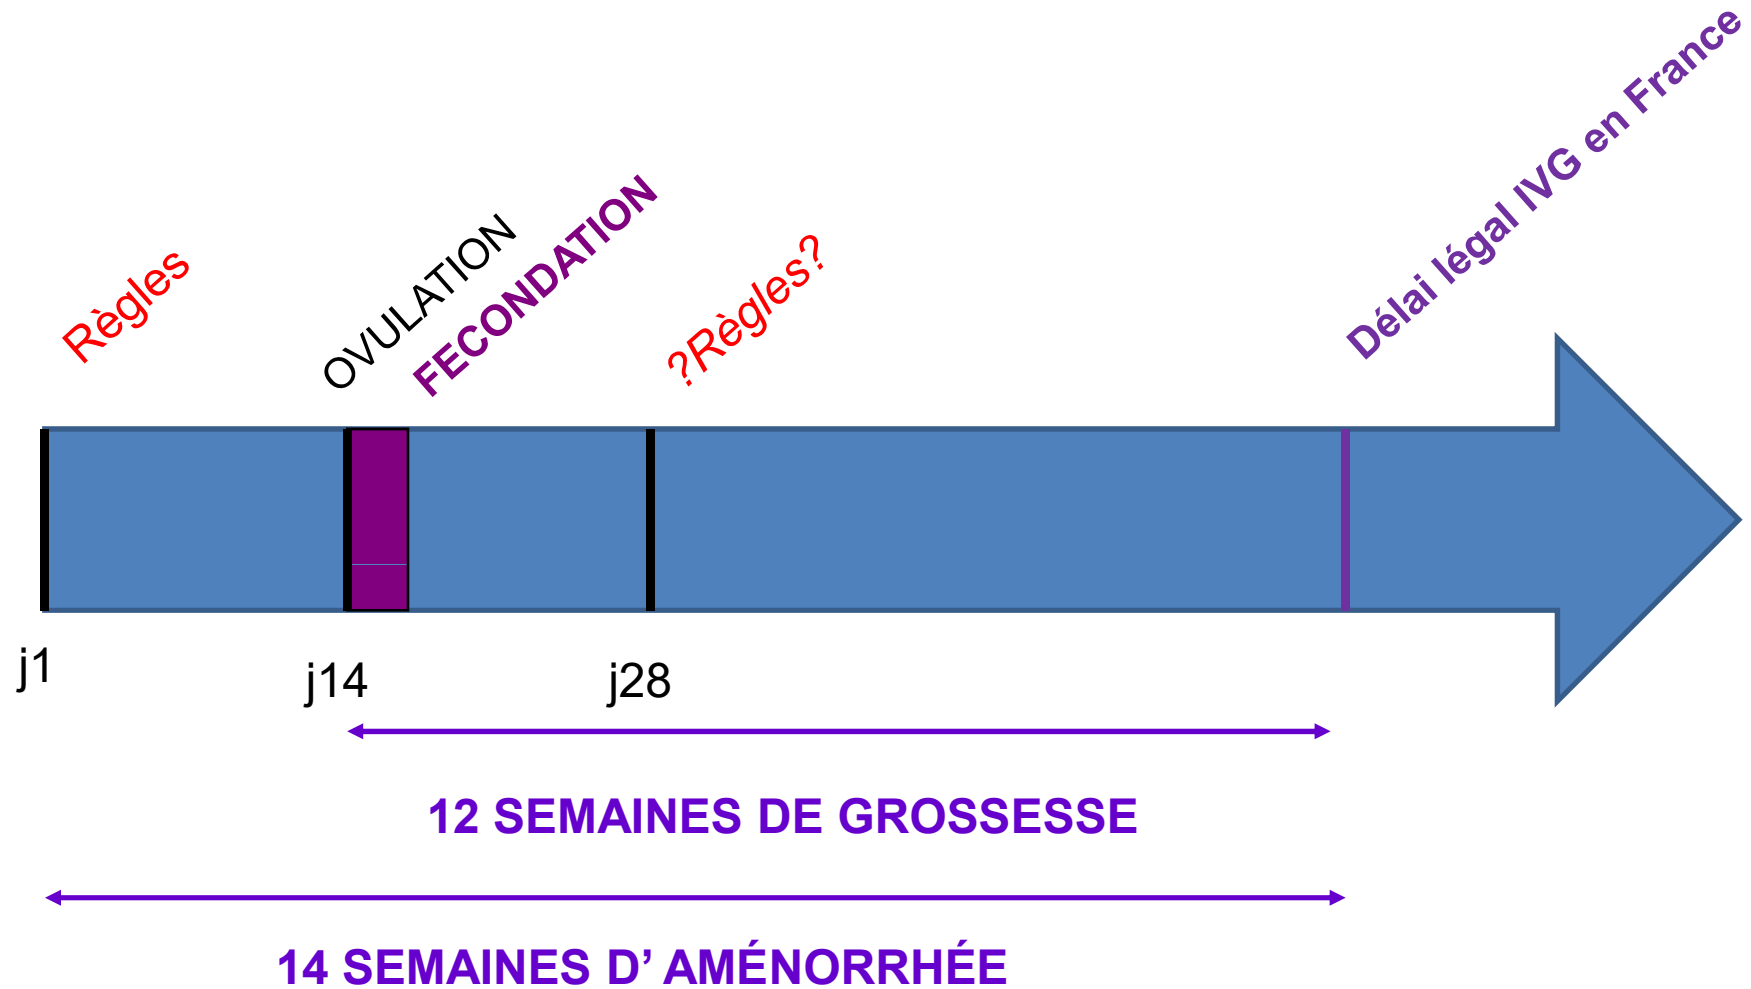 Règles
OVULATION
FECONDATION
?Règles?
Délai légal IVG en France
j1
j14
j28
12 SEMAINES DE GROSSESSE
14 SEMAINES D’ AMÉNORRHÉE